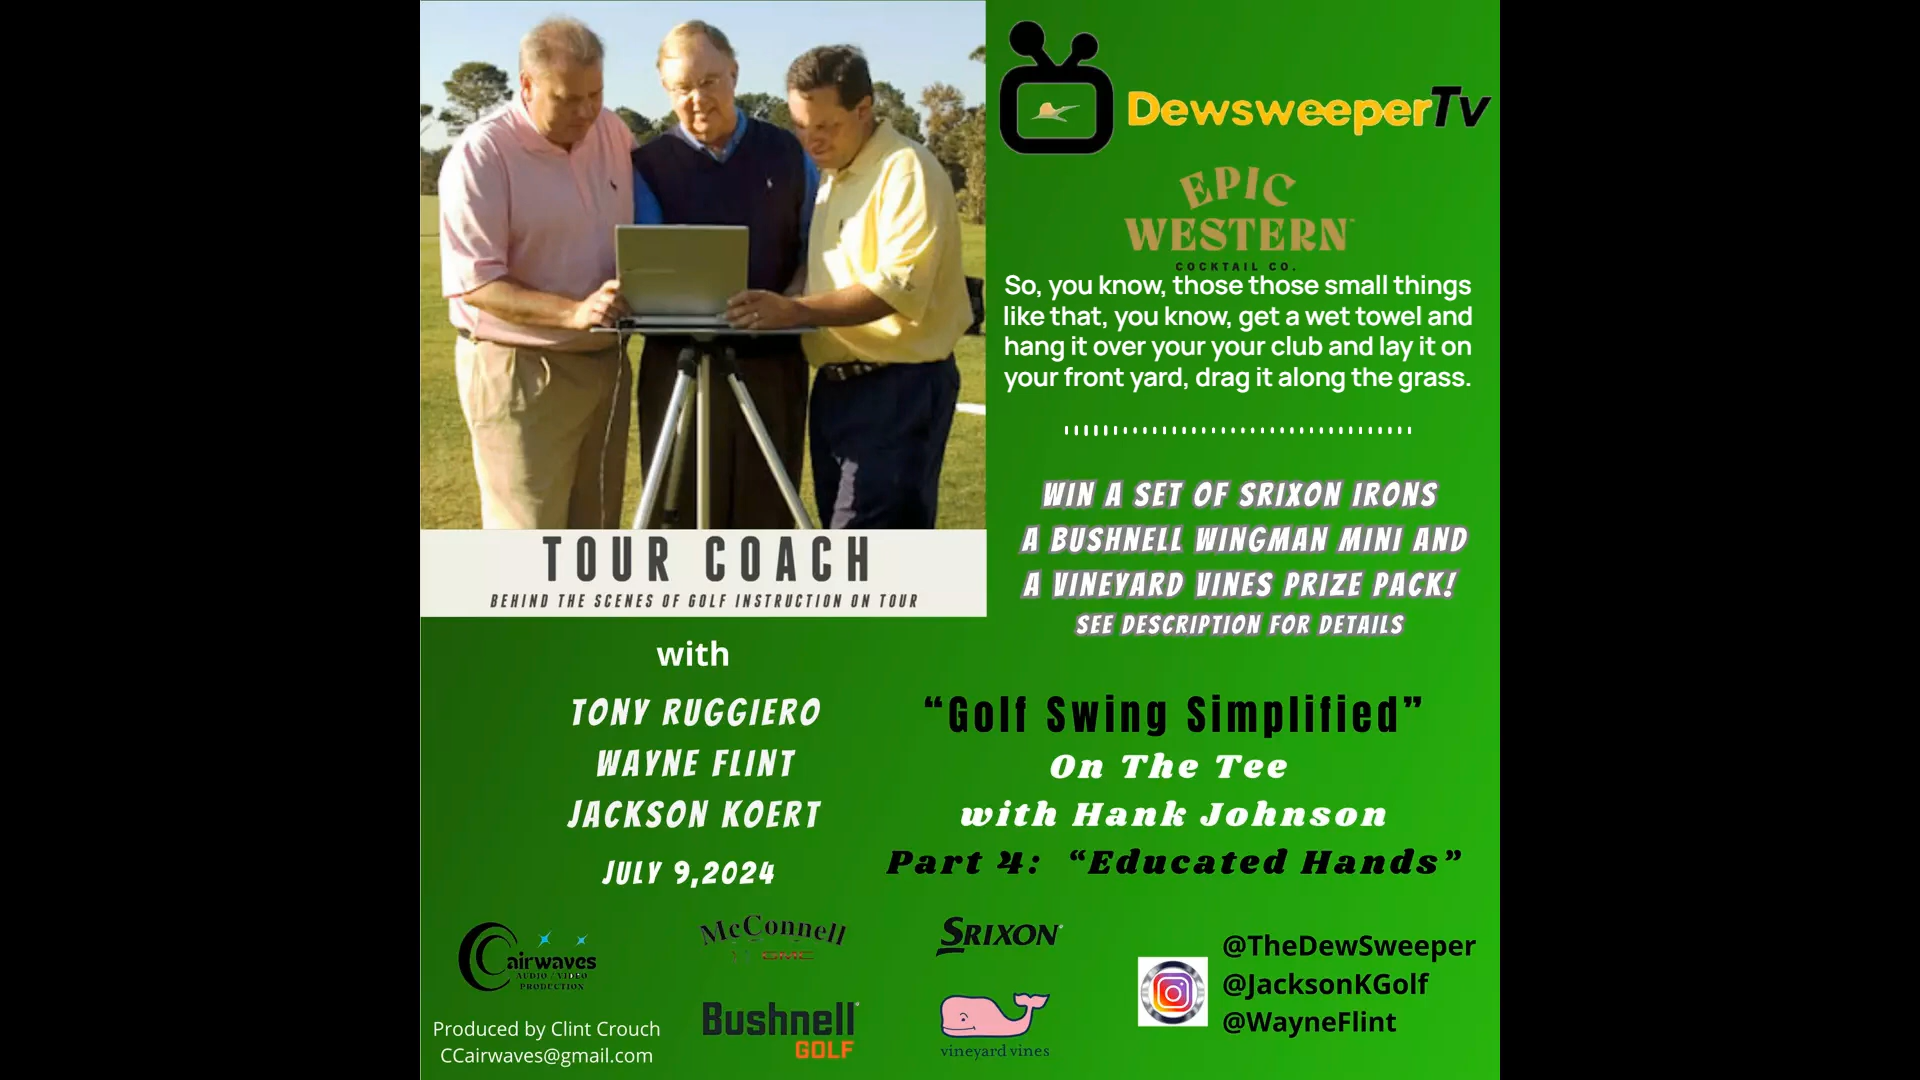 DewsweeperTv
EPIC
WESTERN
COCKTAIL CO.
So, you know, those those small things
like that, you know, get a wet towel and
hang it over your your club and lay it on
your front yard, drag it along the grass.
WIN A SET OF SRIXON IRONS
A BUSHNELL WINGMAN MINI AND
A VINEYARD VINES PRIZE PACK!
SEE DESCRIPTION FOR DETAILS
TOUR COACH
BEHIND THE SCENES OF GOLF INSTRUCTION ON TOUR
with
TONY RUGGIERO
WAYNE FLINT
JACKSON KOERT
JULY 9,2024
“Golf Swing Simplified”
On The Tee
with Hank Johnson
Part 4: “Educated Hands”
Cairwaves
AUDIO / VIDEO
PRODUCTION
Produced by Clint Crouch
CCairwaves@gmail.com
McConnell
GMC
Bushnell
GOLF
SRIXON
vineyard vines
@TheDewSweeper
@JacksonKGolf
@WayneFlint